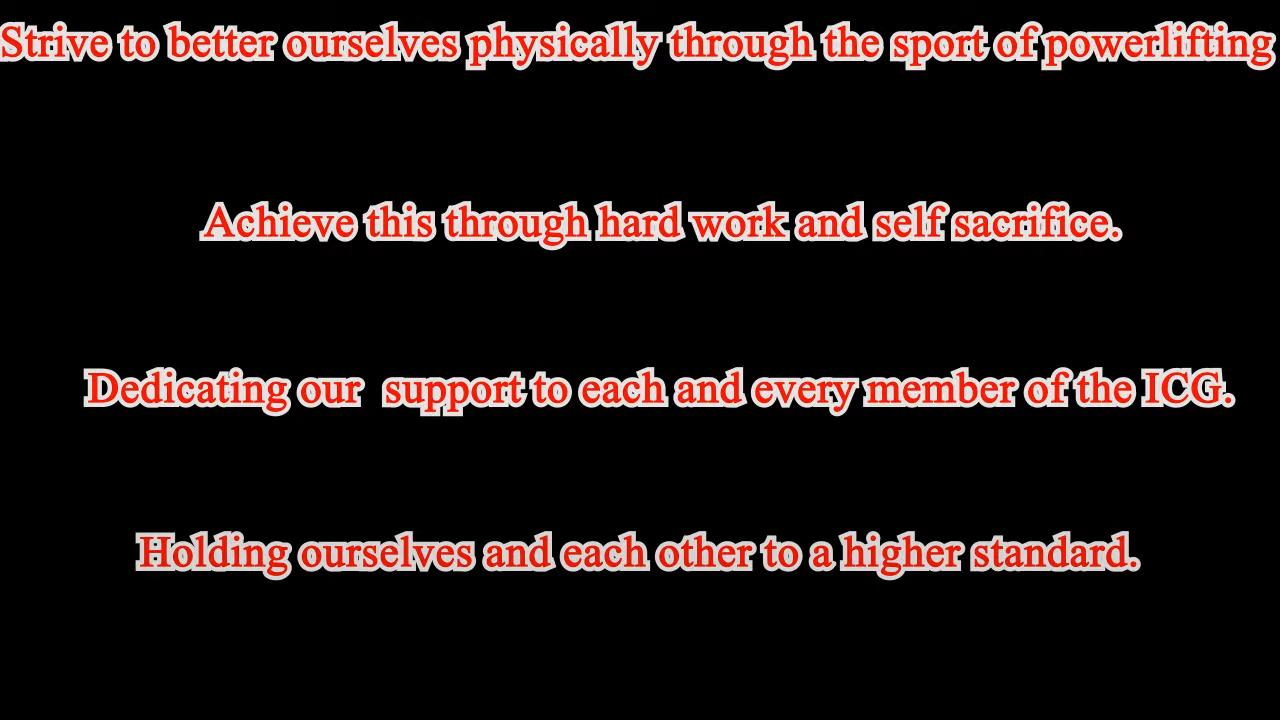 Strive to better ourselves physically through the sport of powerlifting
Achieve this through hard work and self sacrifice.
Dedicating our  support to each and every member of the ICG.
Holding ourselves and each other to a higher standard.